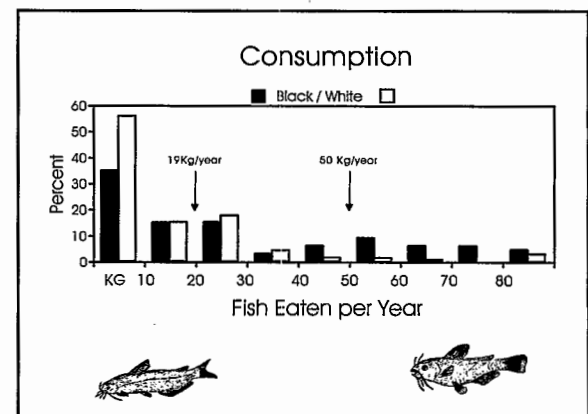 Consumption
Black / White
60
50
40
30
20
10
0
Percent
19Kg/year
50 Kg/year
KG 10 20 30 40 50 60 70 80
Fish Eaten per Year